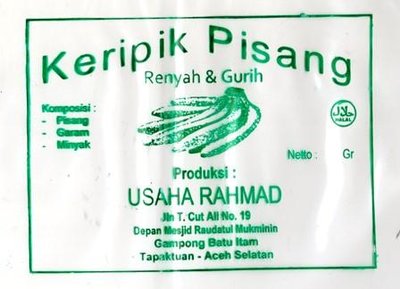 Keripik Pisang
Renyah & Gurih
Komposisi :
- Pisang
- Garam
- Minyak
حلال
HALAL
Netto : Gr
Produksi :
USAHA RAHMAD
Jln T. Cut Ali No. 19
Depan Mesjid Raudatul Mukminin
Gampong Batu Itam
Tapaktuan - Aceh Selatan